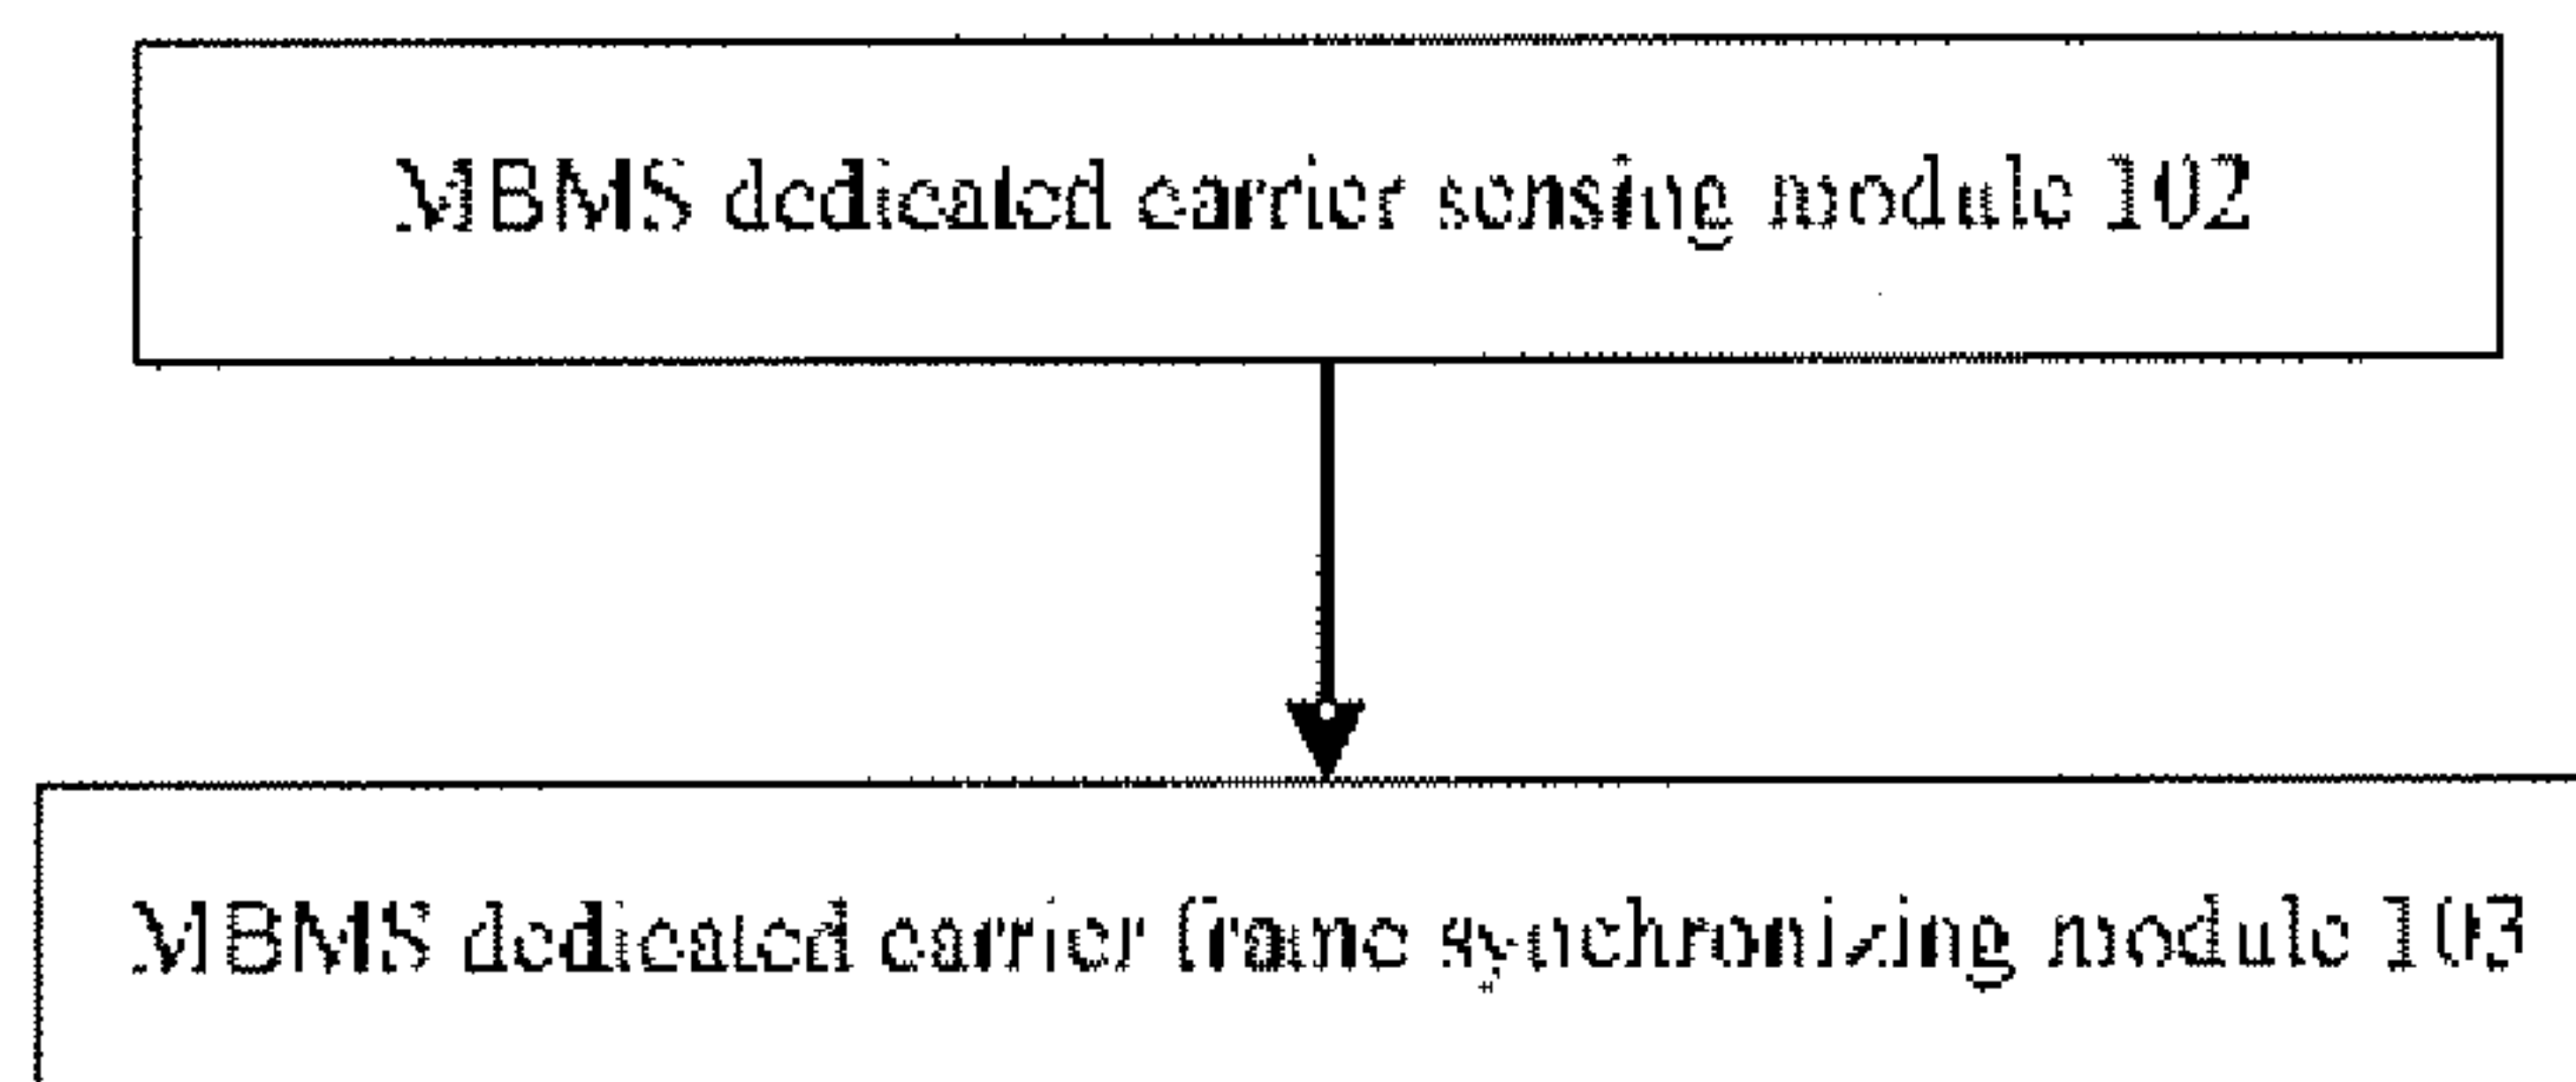 MBMS dedicated carrier sensing module 102
MBMS dedicated carrier frame synchronizing module 103